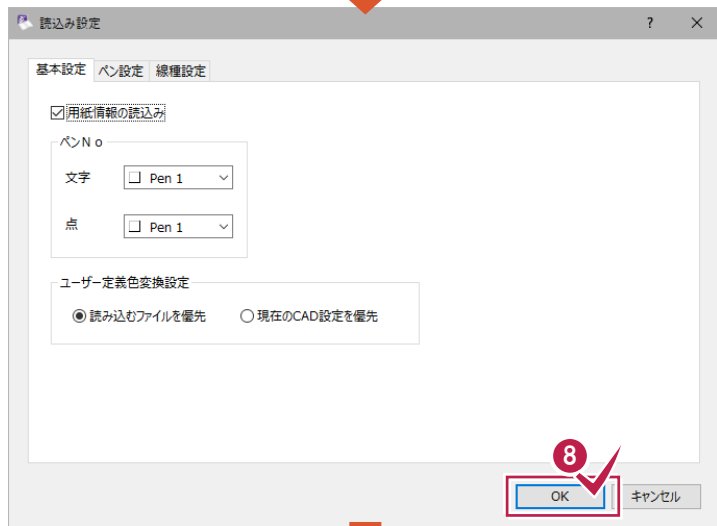 読込み設定
? ×
基本設定 ペン設定 線種設定
用紙情報の読込み
ペンNo
文字 Pen 1
点 Pen 1
ユーザー定義色変換設定
読み込むファイルを優先 現在のCAD設定を優先
8
OK キャンセル